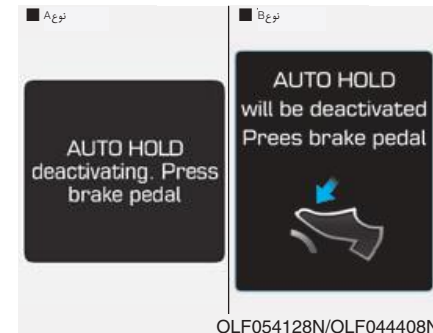 ■ نوعA
■ نوعB
AUTO HOLD
deactivating. Press
brake pedal
AUTO HOLD
will be deactivated
Prees brake pedal
OLF054128N/OLF044408N